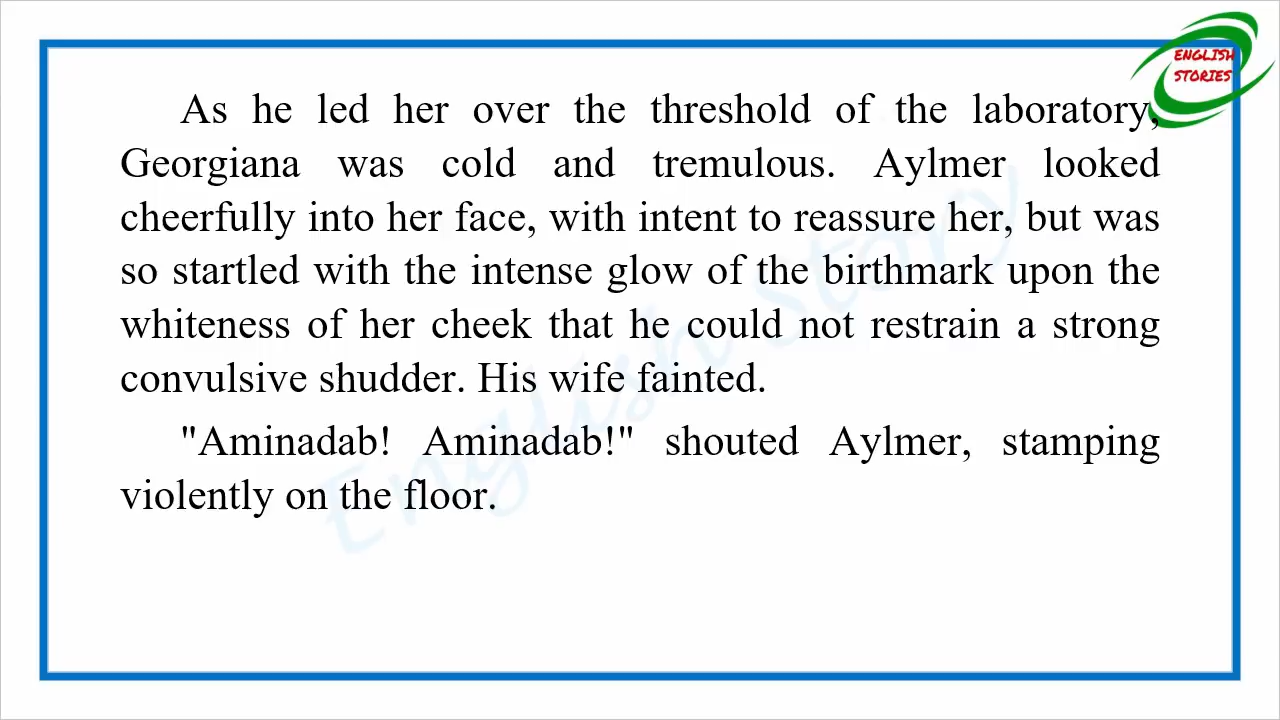 ENGLISH
STORIES
As he led her over the threshold of the laboratory,
Georgiana was cold and tremulous. Aylmer looked
cheerfully into her face, with intent to reassure her, but was
so startled with the intense glow of the birthmark upon the
whiteness of her cheek that he could not restrain a strong
convulsive shudder. His wife fainted.
"Aminadab! Aminadab!" shouted Aylmer, stamping
violently on the floor.
English Story